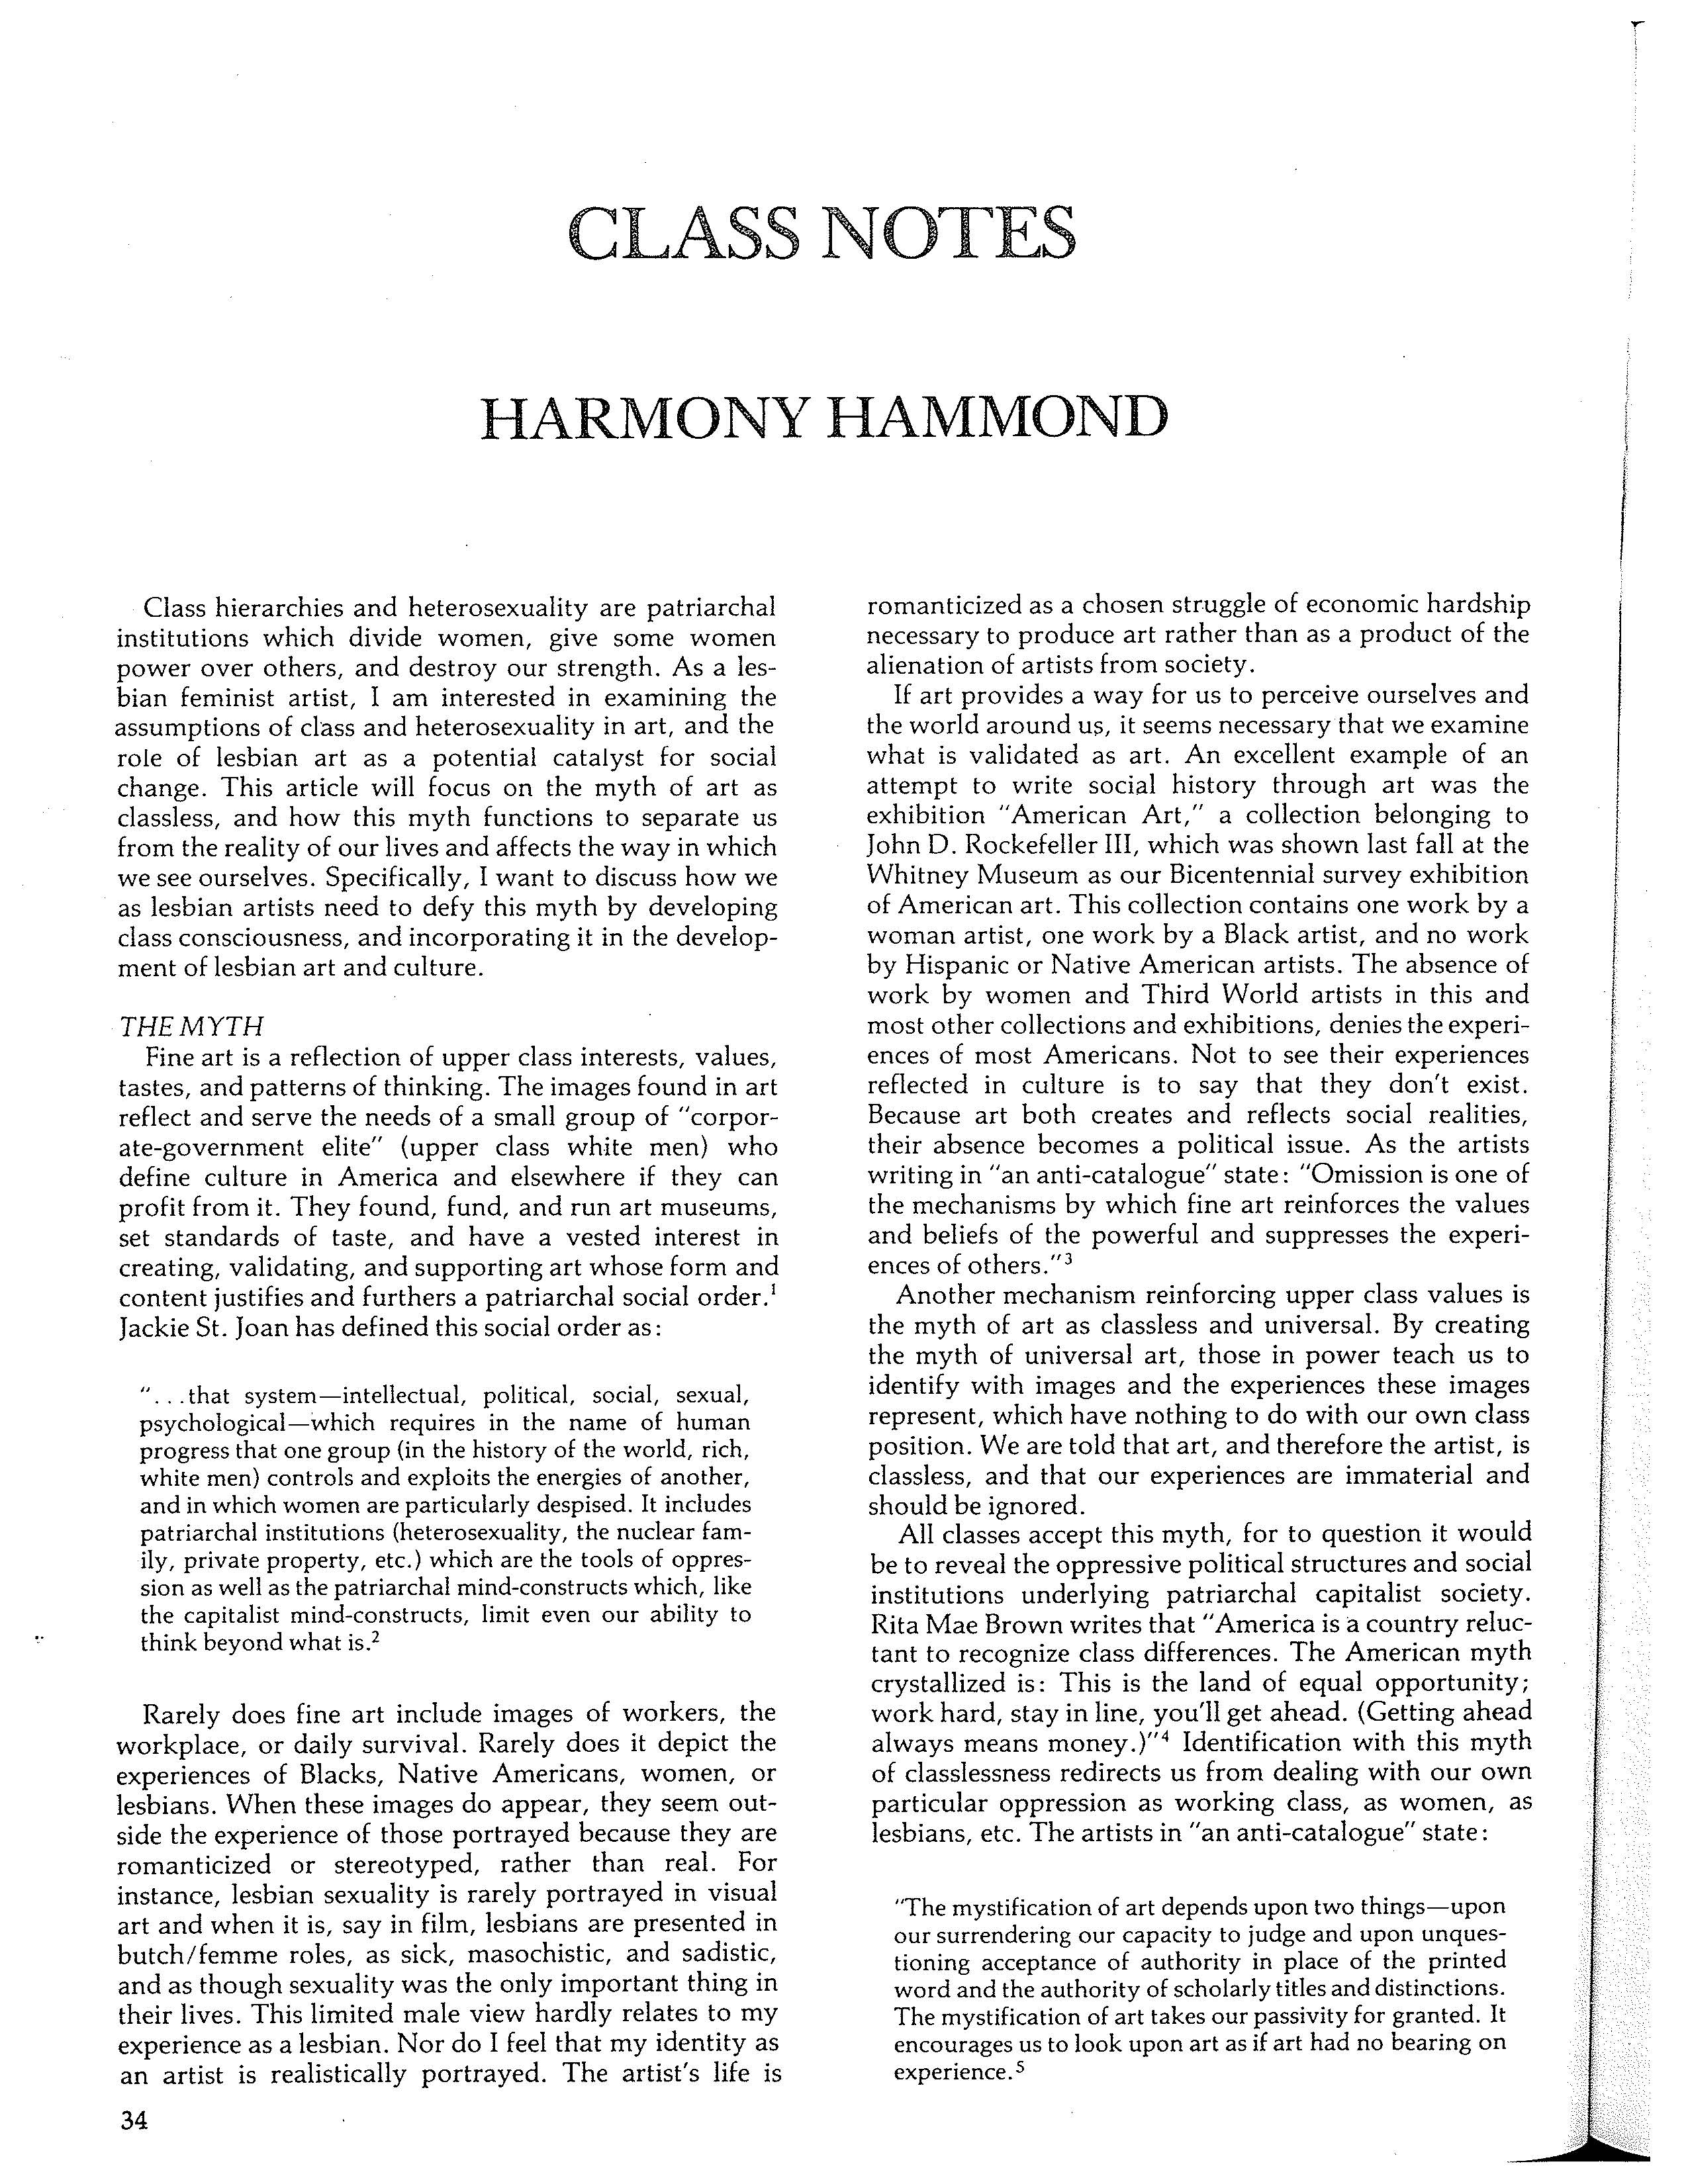 CLASS NOTES
HARMONY HAMMOND
Class hierarchies and heterosexuality are patriarchal
institutions which divide women, give some women
power over others, and destroy our strength. As a les-
bian feminist artist, I am interested in examining the
assumptions of class and heterosexuality in art, and the
role of lesbian art as a potential catalyst for social
change. This article will focus on the myth of art as
classless, and how this myth functions to separate us
from the reality of our lives and affects the way in which
we see ourselves. Specifically, I want to discuss how we
as lesbian artists need to defy this myth by developing
class consciousness, and incorporating it in the develop-
ment of lesbian art and culture.
THE MYTH
Fine art is a reflection of upper class interests, values,
tastes, and patterns of thinking. The images found in art
reflect and serve the needs of a small group of "corpor-
ate-government elite" (upper class white men) who
define culture in America and elsewhere if they can
profit from it. They found, fund, and run art museums,
set standards of taste, and have a vested interest in
creating, validating, and supporting art whose form and
content justifies and furthers a patriarchal social order.¹
Jackie St. Joan has defined this social order as:
"...that system—intellectual, political, social, sexual,
psychological—which requires in the name of human
progress that one group (in the history of the world, rich,
white men) controls and exploits the energies of another,
and in which women are particularly despised. It includes
patriarchal institutions (heterosexuality, the nuclear fam-
ily, private property, etc.) which are the tools of oppres-
sion as well as the patriarchal mind-constructs which, like
the capitalist mind-constructs, limit even our ability to
think beyond what is.²
Rarely does fine art include images of workers, the
workplace, or daily survival. Rarely does it depict the
experiences of Blacks, Native Americans, women, or
lesbians. When these images do appear, they seem out-
side the experience of those portrayed because they are
romanticized or stereotyped, rather than real. For
instance, lesbian sexuality is rarely portrayed in visual
art and when it is, say in film, lesbians are presented in
butch/femme roles, as sick, masochistic, and sadistic,
and as though sexuality was the only important thing in
their lives. This limited male view hardly relates to my
experience as a lesbian. Nor do I feel that my identity as
an artist is realistically portrayed. The artist's life is
34
romanticized as a chosen struggle of economic hardship
necessary to produce art rather than as a product of the
alienation of artists from society.
If art provides a way for us to perceive ourselves and
the world around us, it seems necessary that we examine
what is validated as art. An excellent example of an
attempt to write social history through art was the
exhibition "American Art," a collection belonging to
John D. Rockefeller III, which was shown last fall at the
Whitney Museum as our Bicentennial survey exhibition
of American art. This collection contains one work by a
woman artist, one work by a Black artist, and no work
by Hispanic or Native American artists. The absence of
work by women and Third World artists in this and
most other collections and exhibitions, denies the experi-
ences of most Americans. Not to see their experiences
reflected in culture is to say that they don't exist.
Because art both creates and reflects social realities,
their absence becomes a political issue. As the artists
writing in "an anti-catalogue" state: "Omission is one of
the mechanisms by which fine art reinforces the values
and beliefs of the powerful and suppresses the experi-
ences of others."³
Another mechanism reinforcing upper class values is
the myth of art as classless and universal. By creating
the myth of universal art, those in power teach us to
identify with images and the experiences these images
represent, which have nothing to do with our own class
position. We are told that art, and therefore the artist, is
classless, and that our experiences are immaterial and
should be ignored.
All classes accept this myth, for to question it would
be to reveal the oppressive political structures and social
institutions underlying patriarchal capitalist society.
Rita Mae Brown writes that "America is a country reluc-
tant to recognize class differences. The American myth
crystallized is: This is the land of equal opportunity;
work hard, stay in line, you'll get ahead. (Getting ahead
always means money.)"⁴ Identification with this myth
of classlessness redirects us from dealing with our own
particular oppression as working class, as women, as
lesbians, etc. The artists in "an anti-catalogue" state:
"The mystification of art depends upon two things—upon
our surrendering our capacity to judge and upon unques-
tioning acceptance of authority in place of the printed
word and the authority of scholarly titles and distinctions.
The mystification of art takes our passivity for granted. It
encourages us to look upon art as if art had no bearing on
experience.⁵